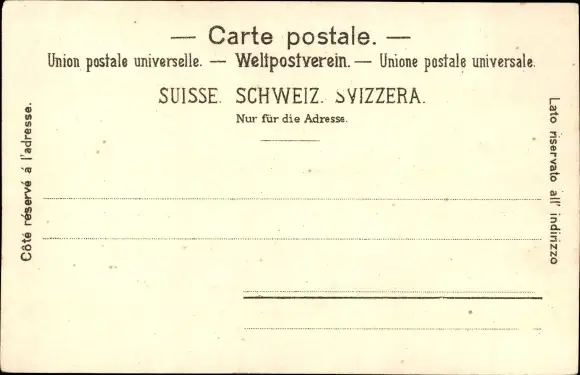 — Carte postale. —
Union postale universelle. — Weltpostverein. — Unione postale universale.
SUISSE. SCHWEIZ. SVIZZERA.
Nur für die Adresse.
Côté réservé á l'adresse.
Lato riservato all' indirizzo